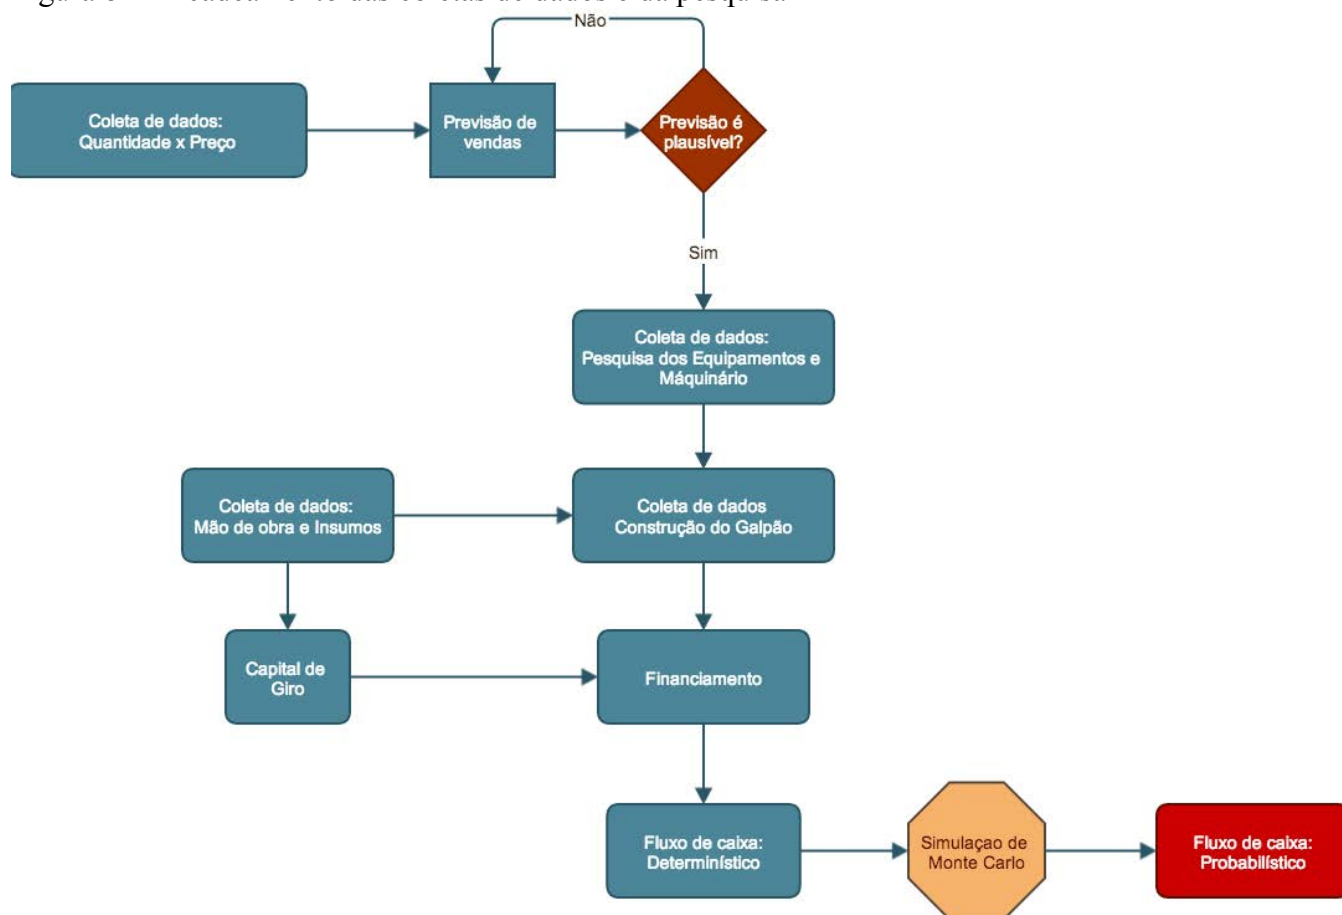 Não
Coleta de dados:
Quantidade x Preço
Previsão de
vendas
Previsão é
plausível?
Sim
Coleta de dados:
Pesquisa dos Equipamentos e
Máquinário
Coleta de dados:
Mão de obra e Insumos
Coleta de dados
Construção do Galpão
Capital de
Giro
Financiamento
Fluxo de caixa:
Determinístico
Simulaçao de
Monte Carlo
Fluxo de caixa:
Probabilístico